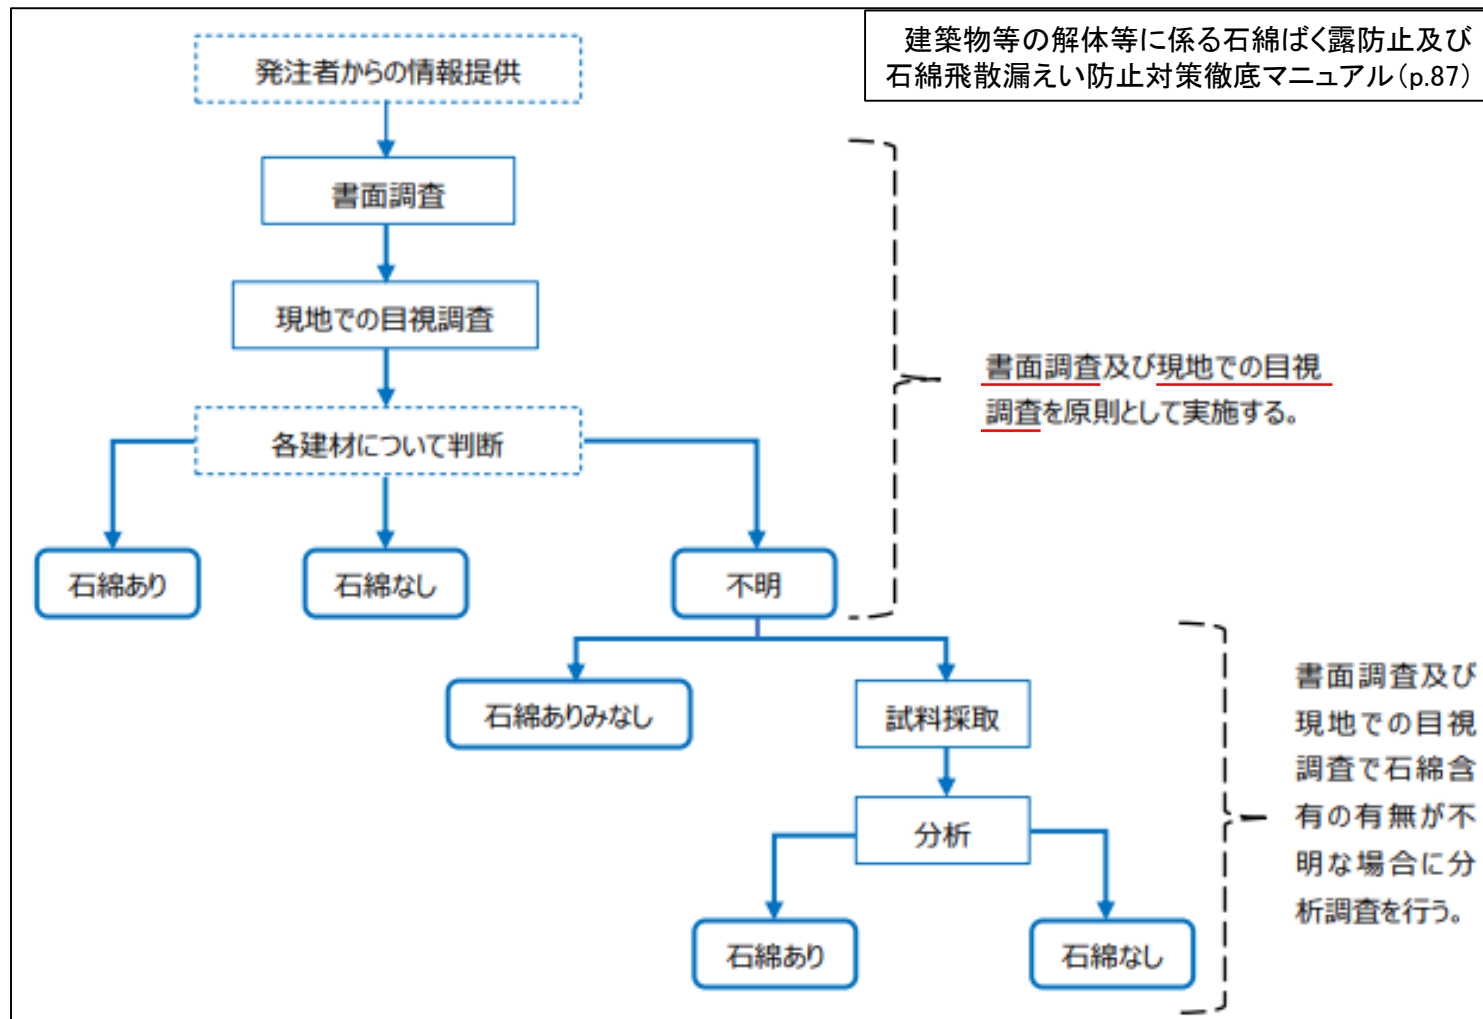 建築物等の解体等に係る石綿ばく露防止及び
石綿飛散漏えい防止対策徹底マニュアル(p.87)
発注者からの情報提供
書面調査
現地での目視調査
各建材について判断
石綿あり
石綿なし
不明
書面調査及び現地での目視
調査を原則として実施する。
石綿ありみなし
試料採取
分析
石綿あり
石綿なし
書面調査及び
現地での目視
調査で石綿含
有の有無が不
明な場合に分
析調査を行う。